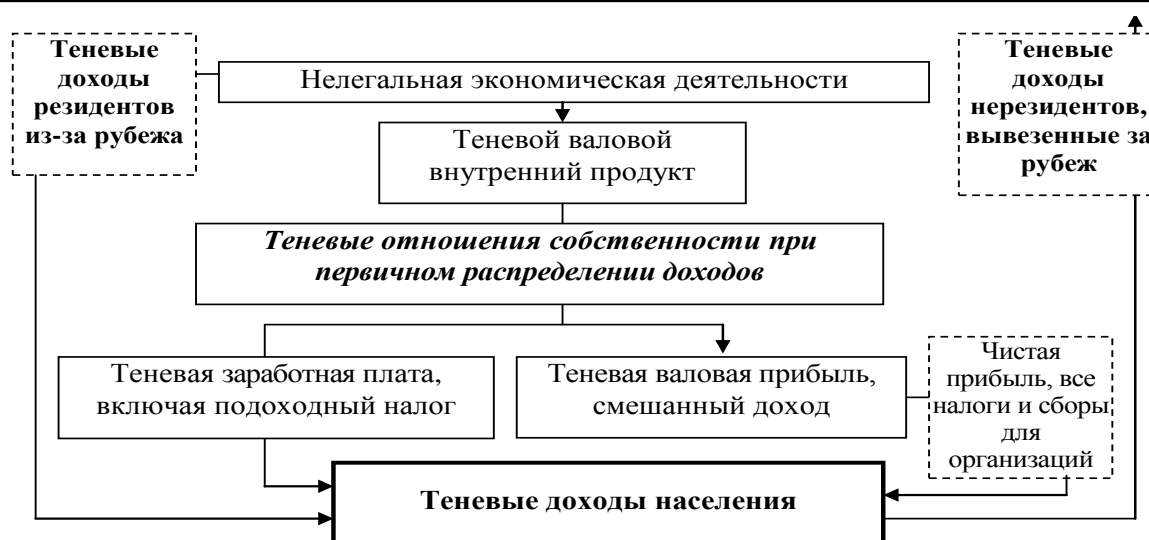 Теневые
доходы
резидентов
из-за рубежа
Нелегальная экономическая деятельности
Теневые
доходы
нерезидентов,
вывезенные за
рубеж
Теневой валовой
внутренний продукт
Теневые отношения собственности при
первичном распределении доходов
Теневая заработная плата,
включая подоходный налог
Теневая валовая прибыль,
смешанный доход
Чистая
прибыль, все
налоги и сборы
для
организаций
Теневые доходы населения